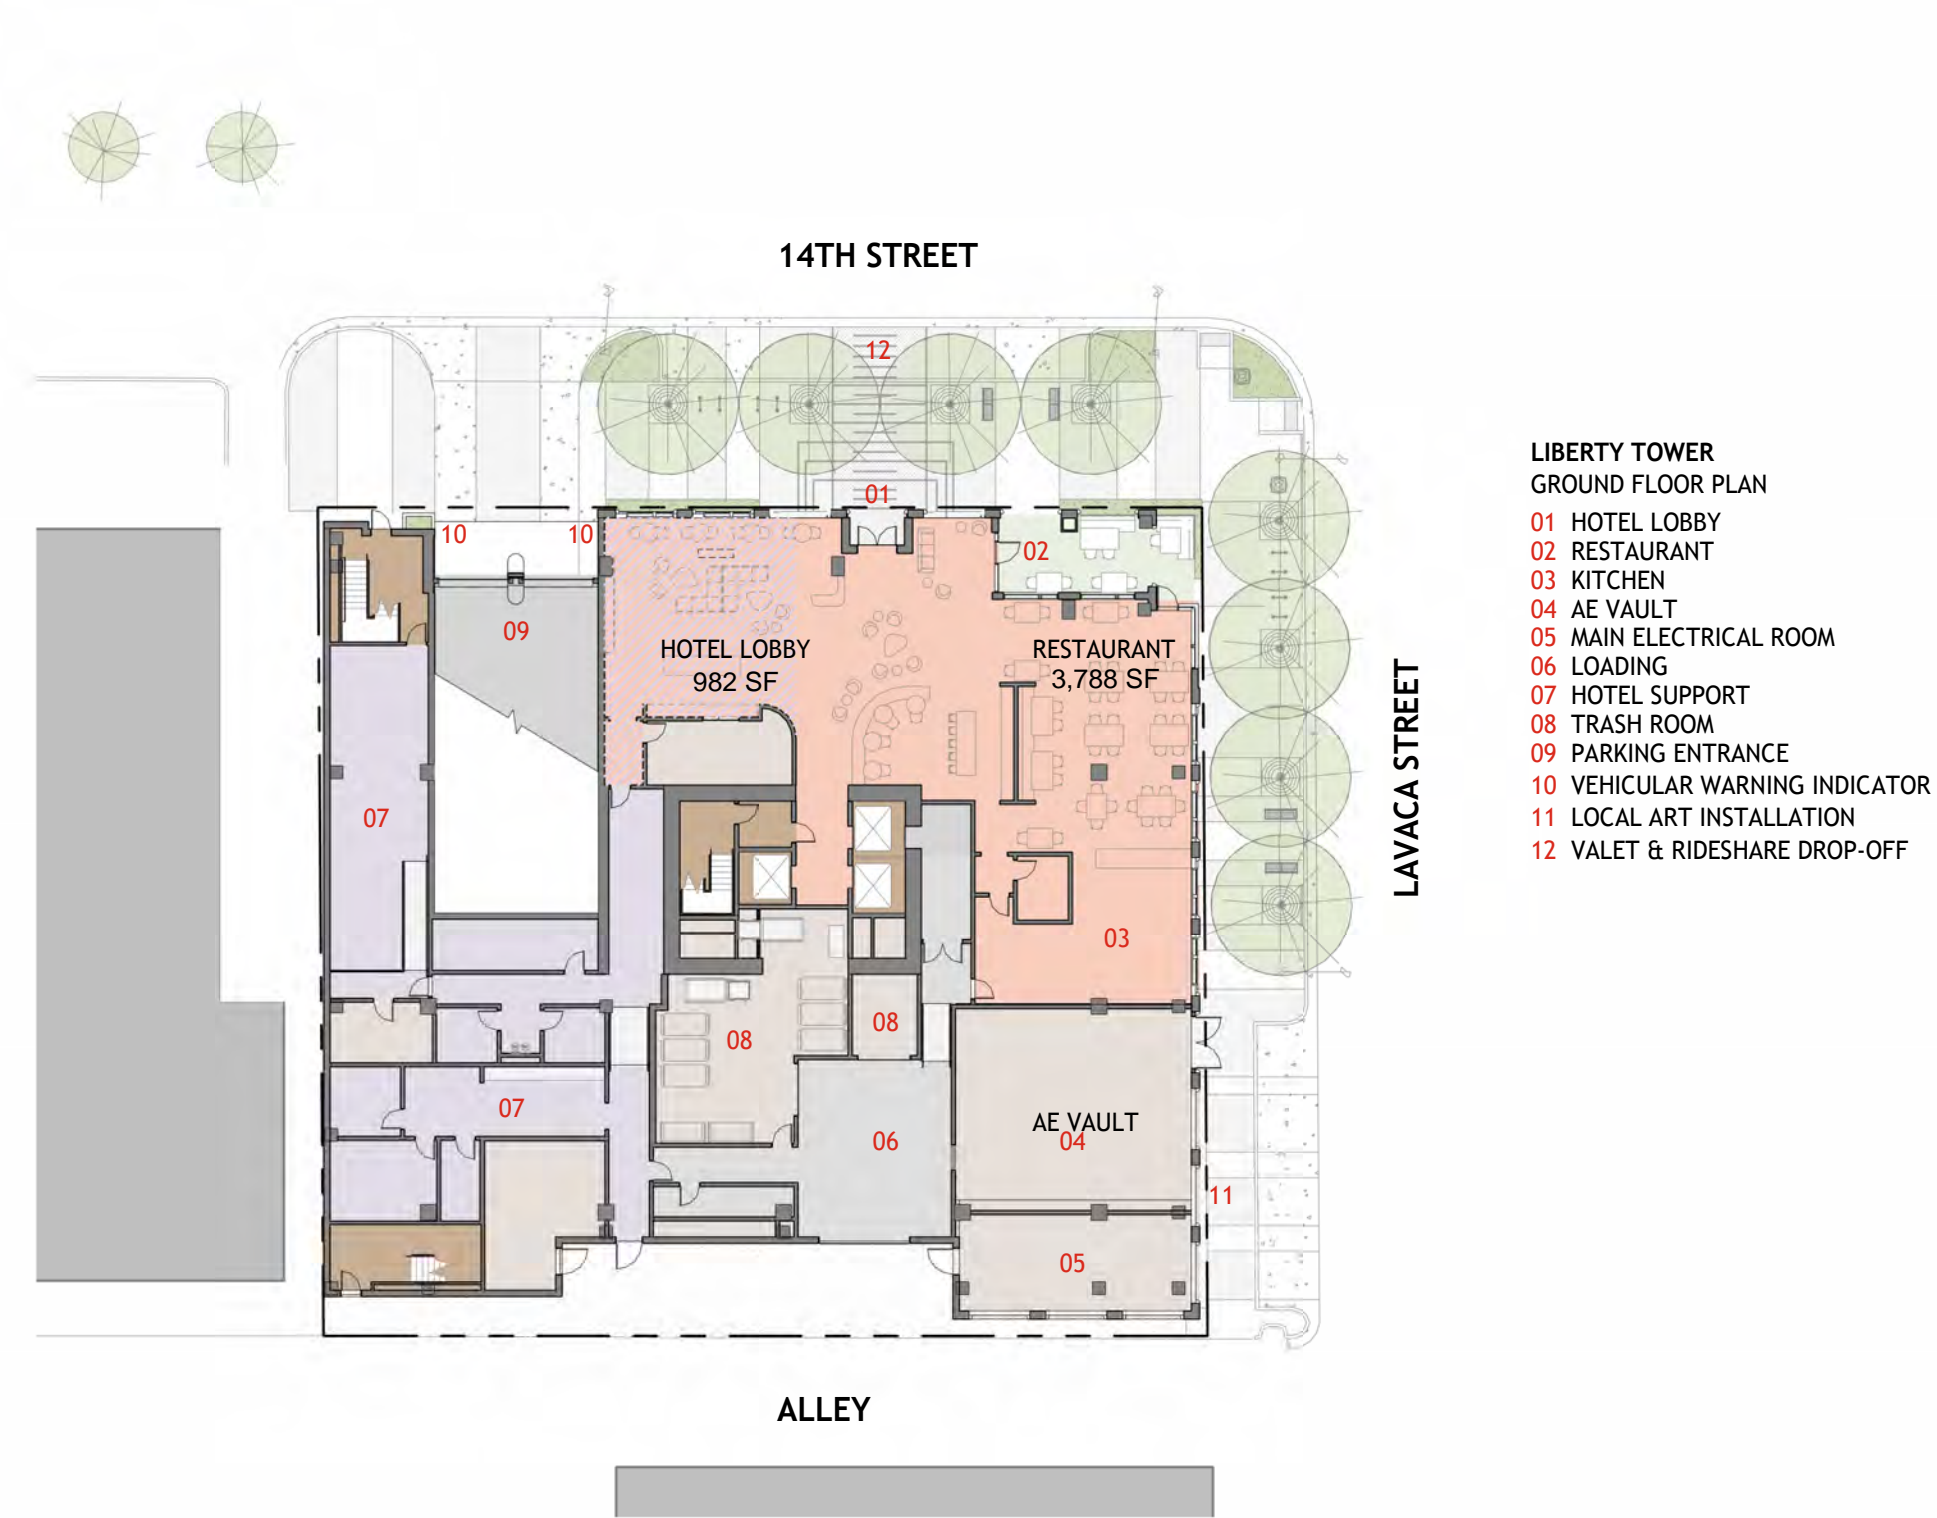 14TH STREET
12
01
10
10
02
09
HOTEL LOBBY
982 SF
RESTAURANT
3,788 SF
07
03
08
08
07
06
AE VAULT
04
11
05
LAVACA STREET
ALLEY
LIBERTY TOWER
GROUND FLOOR PLAN
01 HOTEL LOBBY
02 RESTAURANT
03 KITCHEN
04 AE VAULT
05 MAIN ELECTRICAL ROOM
06 LOADING
07 HOTEL SUPPORT
08 TRASH ROOM
09 PARKING ENTRANCE
10 VEHICULAR WARNING INDICATOR
11 LOCAL ART INSTALLATION
12 VALET & RIDESHARE DROP-OFF